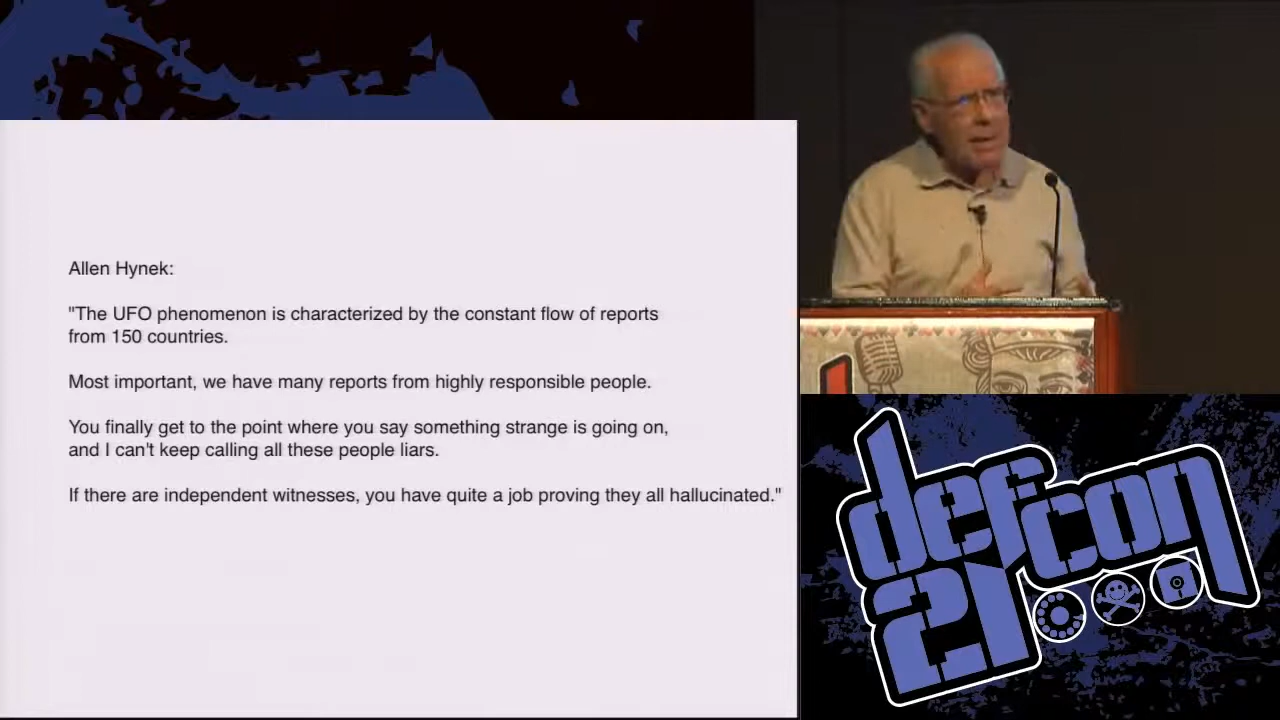 Allen Hynek:
"The UFO phenomenon is characterized by the constant flow of reports
from 150 countries.
Most important, we have many reports from highly responsible people.
You finally get to the point where you say something strange is going on,
and I can't keep calling all these people liars.
If there are independent witnesses, you have quite a job proving they all hallucinated."
defcon
21